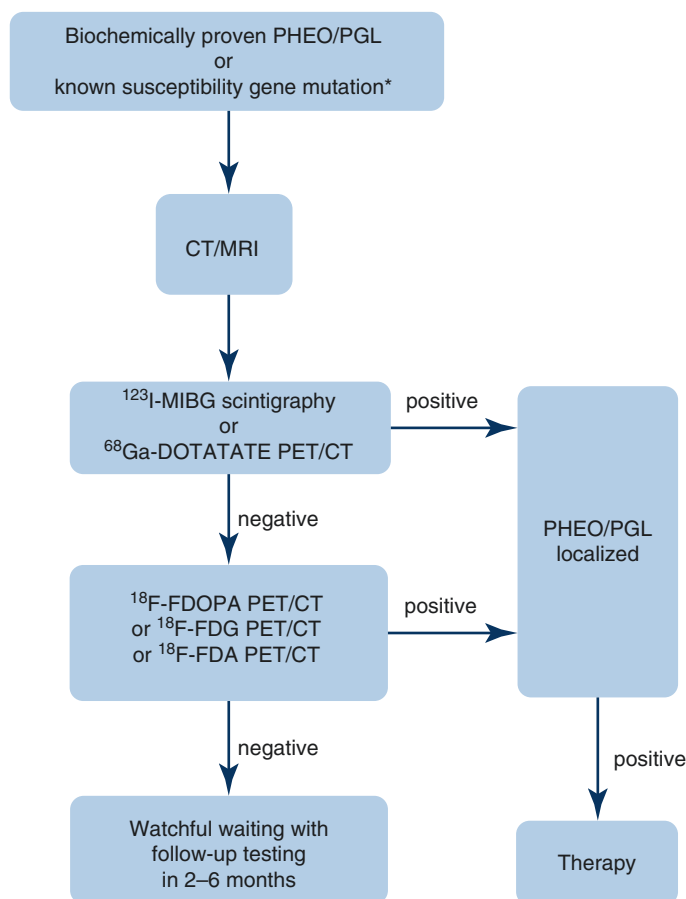 Biochemically proven PHEO/PGL
or
known susceptibility gene mutation*
CT/MRI
¹²³I-MIBG scintigraphy
or
⁶⁸Ga-DOTATATE PET/CT
positive
negative
PHEO/PGL
localized
¹⁸F-FDOPA PET/CT
or ¹⁸F-FDG PET/CT
or ¹⁸F-FDA PET/CT
positive
negative
positive
Watchful waiting with
follow-up testing
in 2–6 months
Therapy